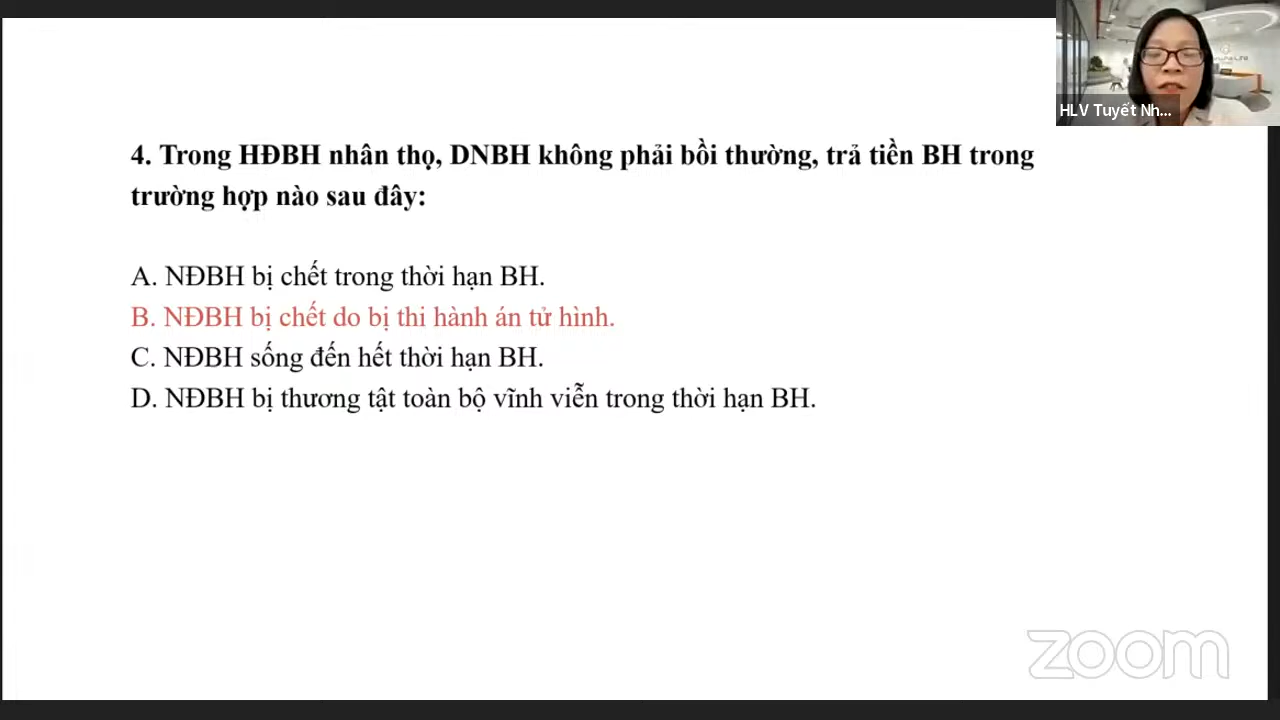 HLV Tuyết Nh...
4. Trong HĐBH nhân thọ, DNBH không phải bồi thường, trả tiền BH trong
trường hợp nào sau đây:
A. NĐBH bị chết trong thời hạn BH.
B. NĐBH bị chết do bị thi hành án tử hình.
C. NĐBH sống đến hết thời hạn BH.
D. NĐBH bị thương tật toàn bộ vĩnh viễn trong thời hạn BH.
zoom